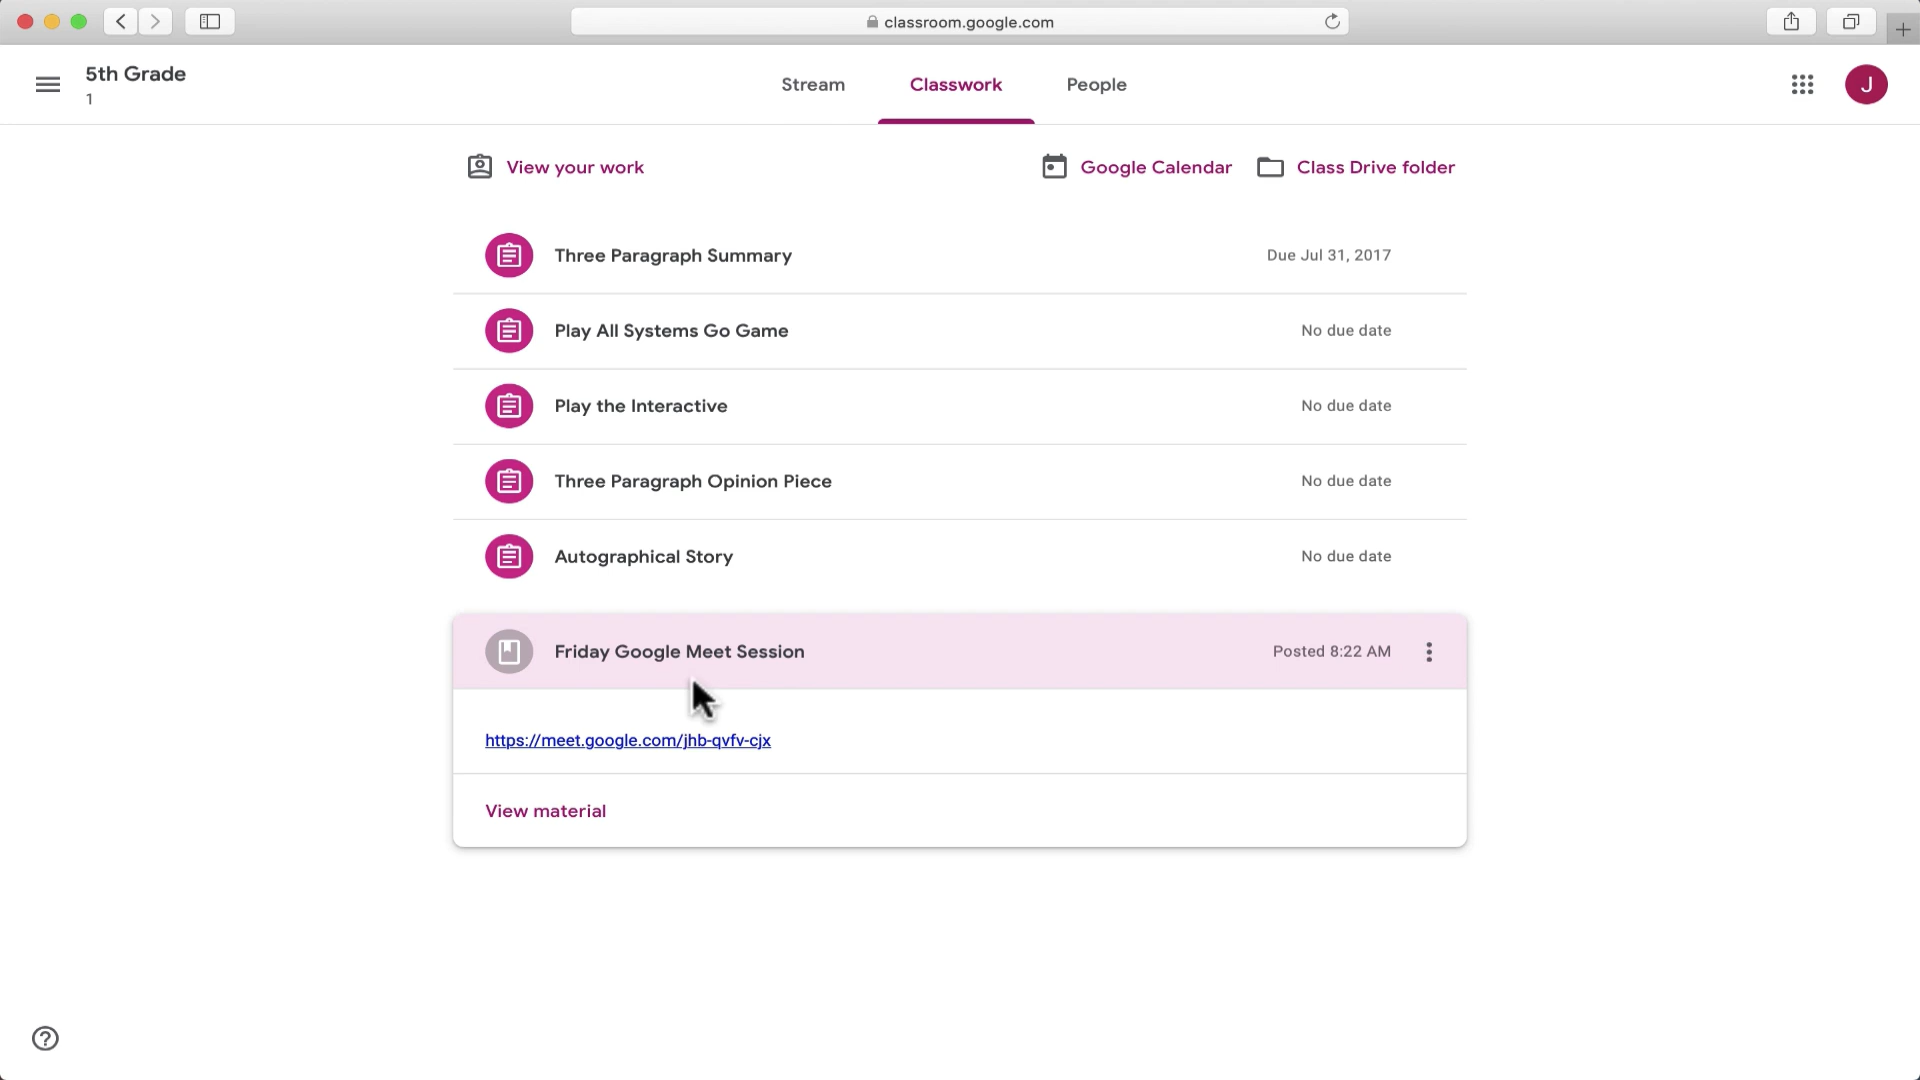 classroom.google.com
5th Grade
1
Stream
Classwork
People
J
View your work
Google Calendar
Class Drive folder
Three Paragraph Summary
Due Jul 31, 2017
Play All Systems Go Game
No due date
Play the Interactive
No due date
Three Paragraph Opinion Piece
No due date
Autographical Story
No due date
Friday Google Meet Session
Posted 8:22 AM
https://meet.google.com/jhb-qvfv-cjx
View material